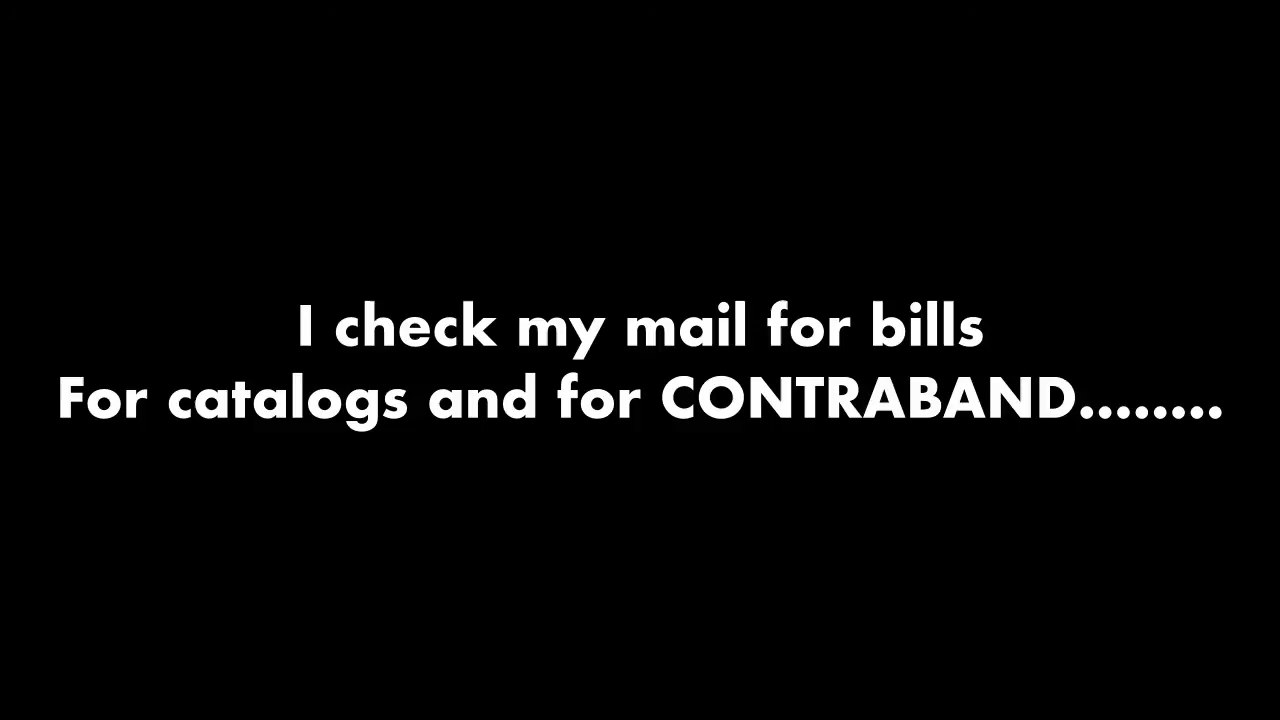 I check my mail for bills
For catalogs and for CONTRABAND........